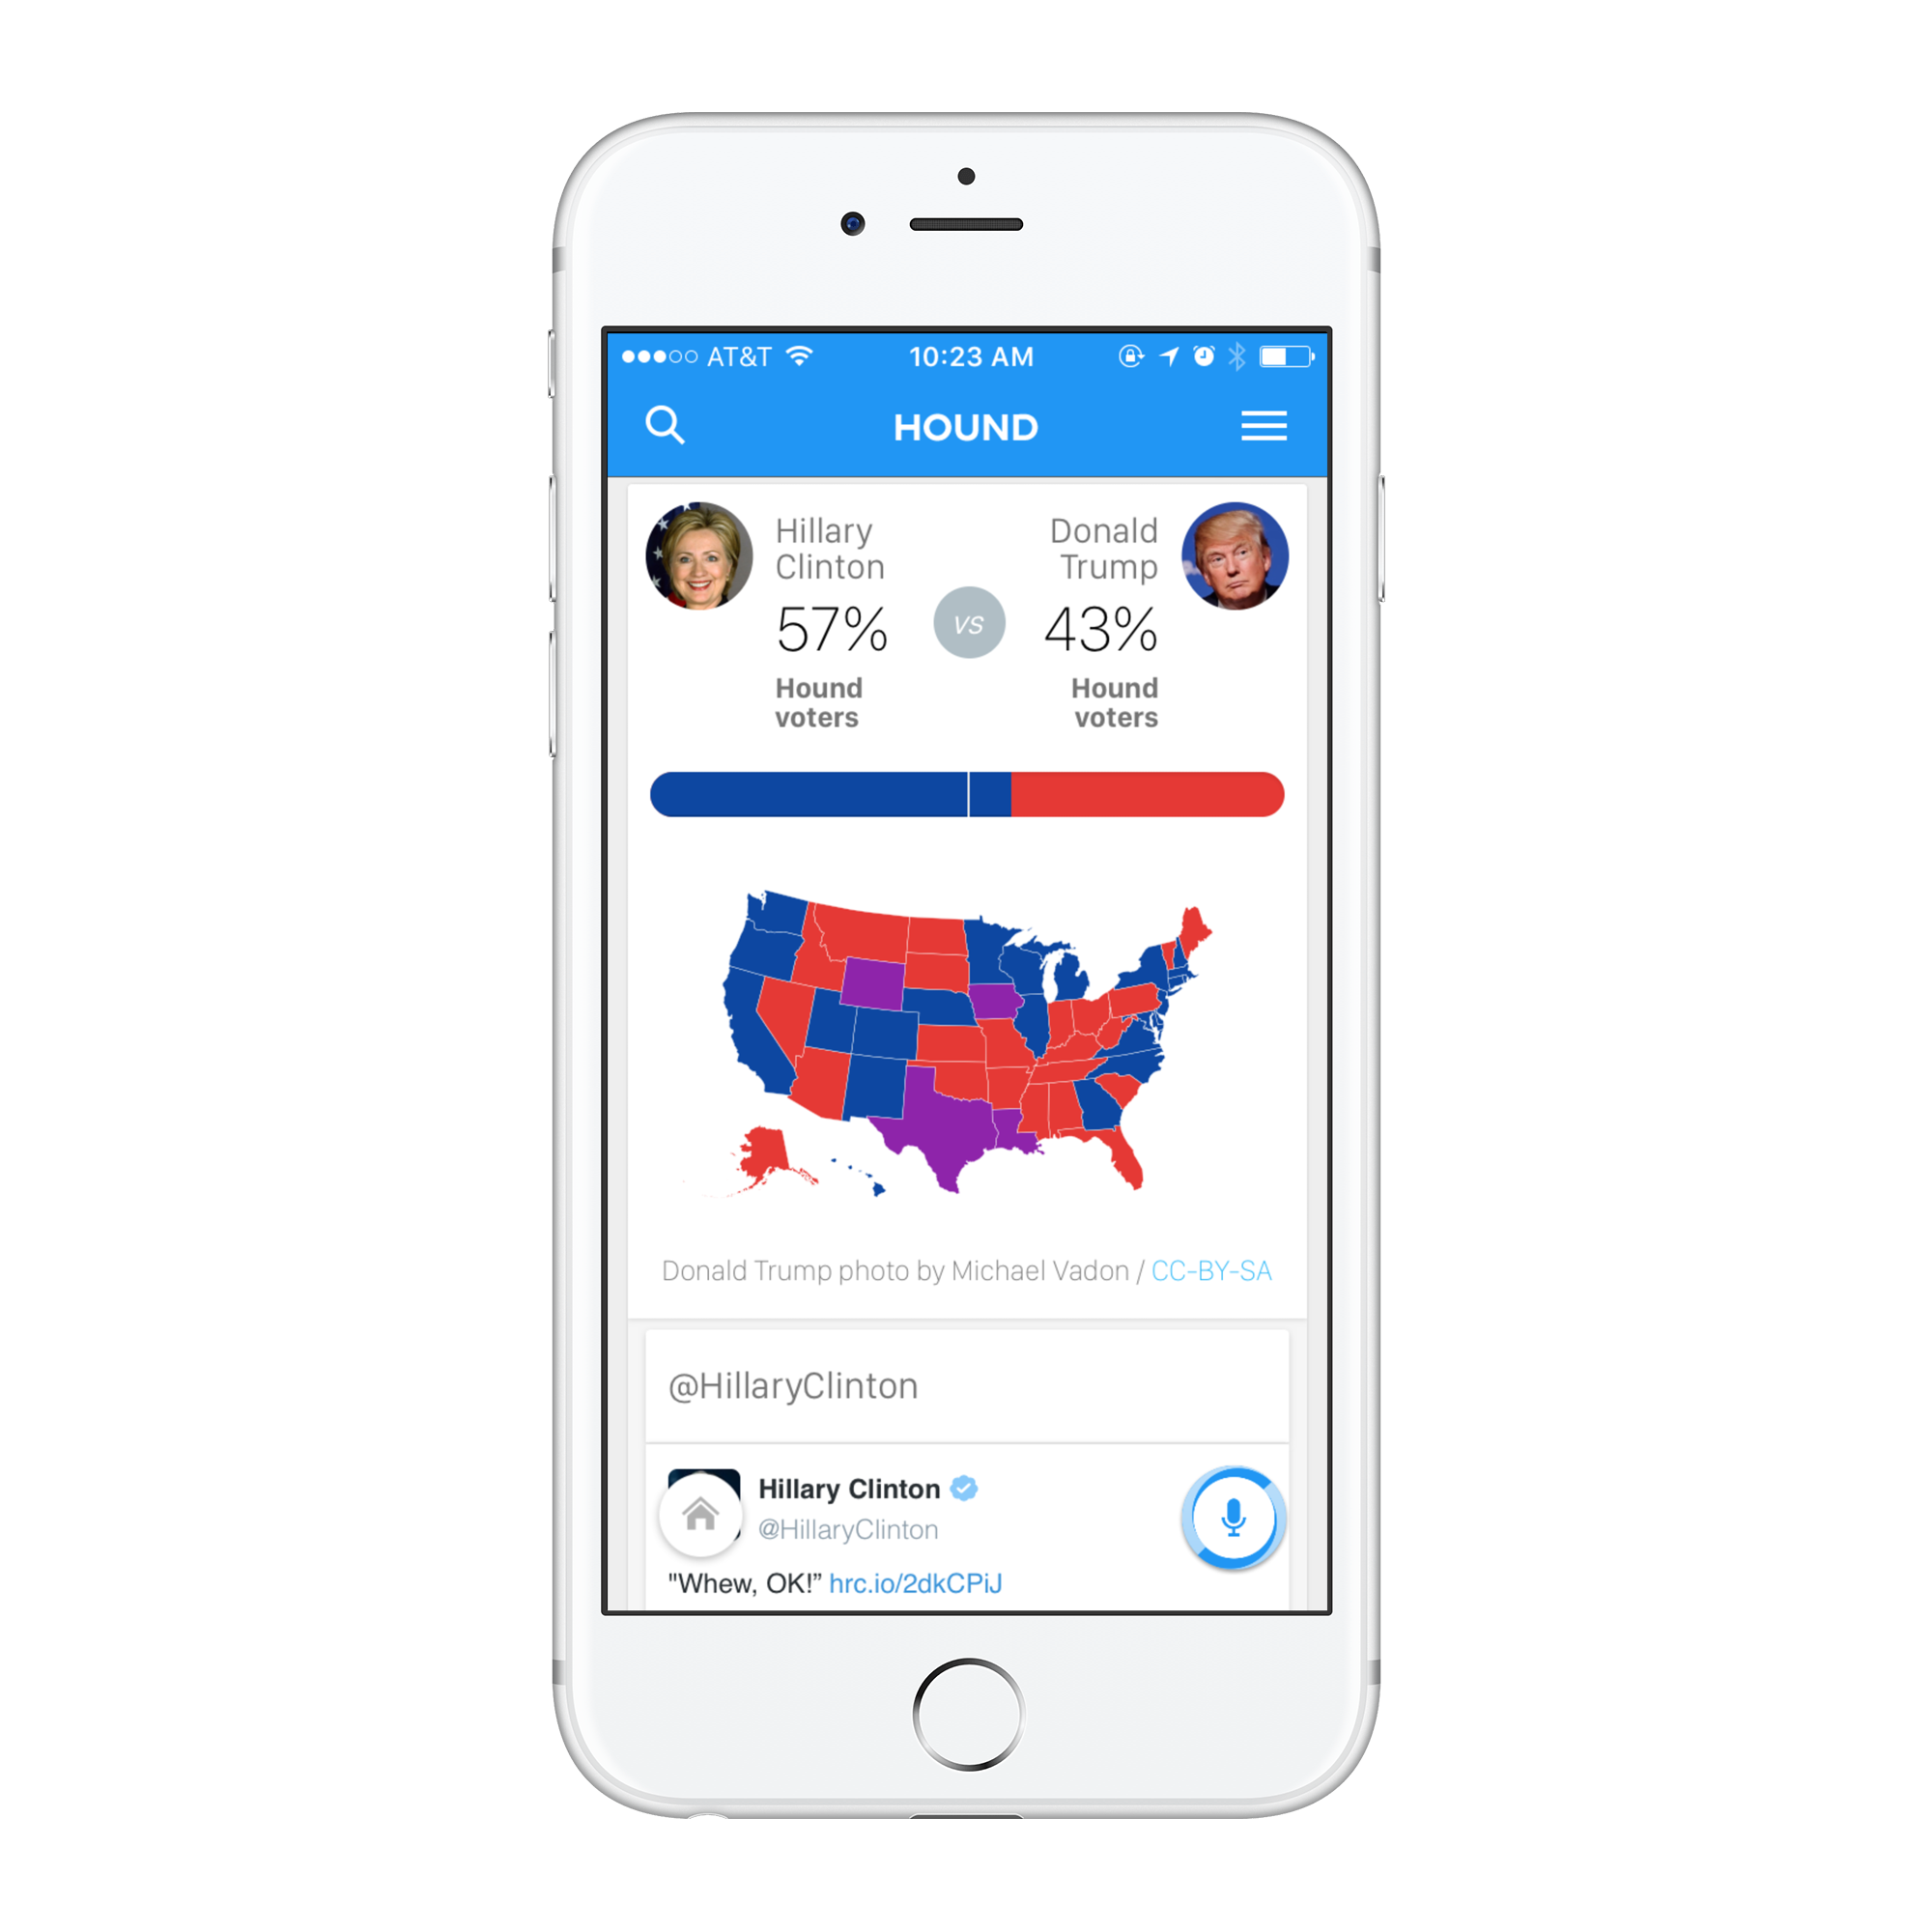 AT&T 10:23 AM
HOUND
Hillary
Clinton
57%
Hound
voters
vs
Donald
Trump
43%
Hound
voters
Donald Trump photo by Michael Vadon / CC-BY-SA
@HillaryClinton
Hillary Clinton
@HillaryClinton
"Whew, OK!” hrc.io/2dkCPiJ